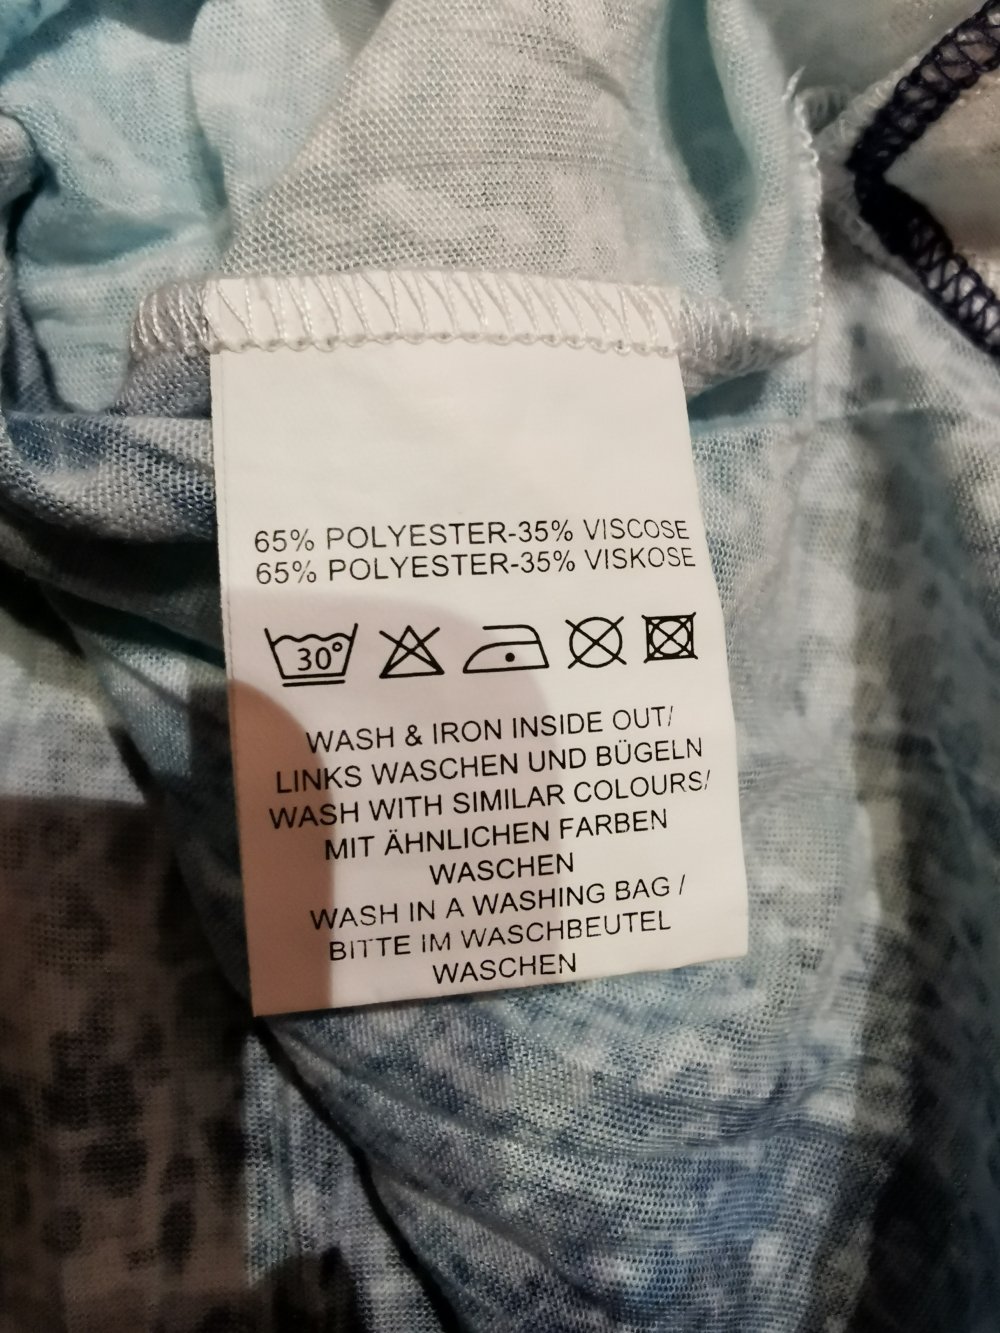 65% POLYESTER-35% VISCOSE
65% POLYESTER-35% VISKOSE
30°
WASH & IRON INSIDE OUT/
LINKS WASCHEN UND BÜGELN
WASH WITH SIMILAR COLOURS/
MIT ÄHNLICHEN FARBEN
WASCHEN
WASH IN A WASHING BAG /
BITTE IM WASCHBEUTEL
WASCHEN